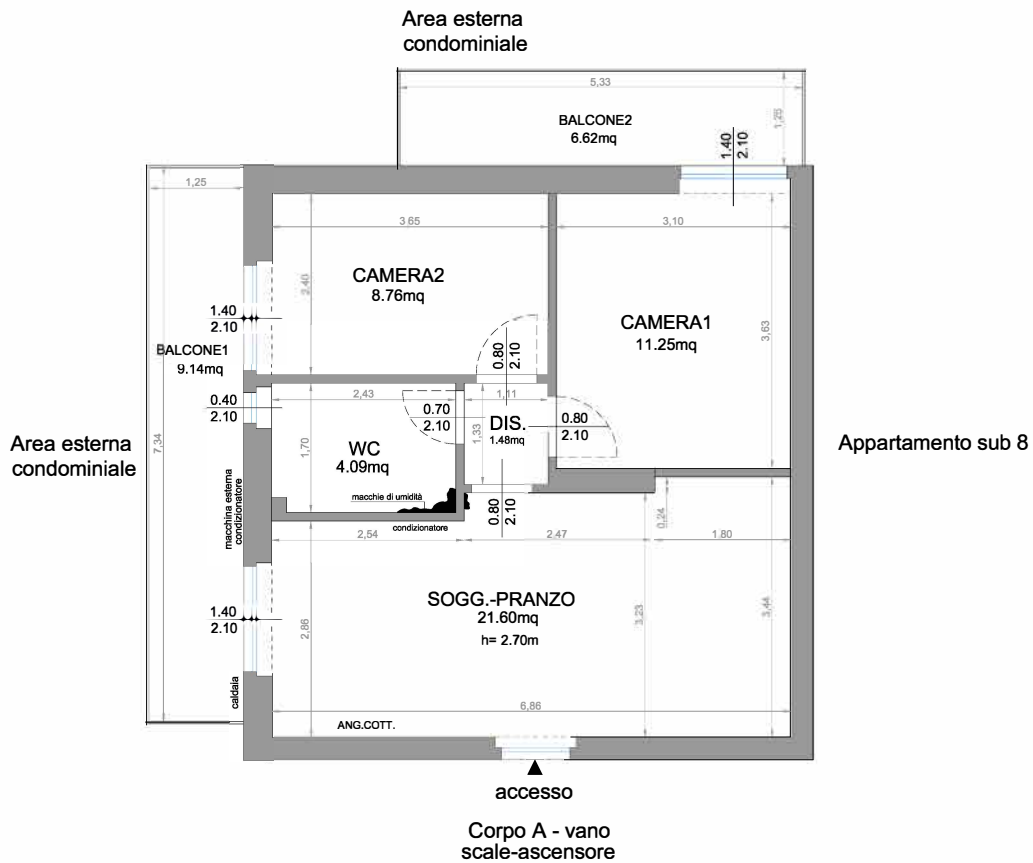 Area esterna
condominiale
5,33
BALCONE2
6.62mq
1,26
1.40
2.10
1,25
3.65
3,10
2.40
CAMERA2
8.76mq
CAMERA1
11.25mq
3,63
1.40
2.10
BALCONE1
9.14mq
0.80
2.10
0.40
2.10
2,43
1,11
0.70
2.10
0.80
2.10
DIS.
1.48mq
1,33
Area esterna
condominiale
7,34
1,70
WC
4.09mq
Appartamento sub 8
macchie di umidità
condizionatore
macchina esterna
condizionatore
0.80
2.10
0,24
2,54
2,47
1.80
SOGG.-PRANZO
21.60mq
h= 2.70m
1.40
2.10
2,86
3,23
3,44
caldaia
6,86
ANG.COTT.
accesso
Corpo A - vano
scale-ascensore